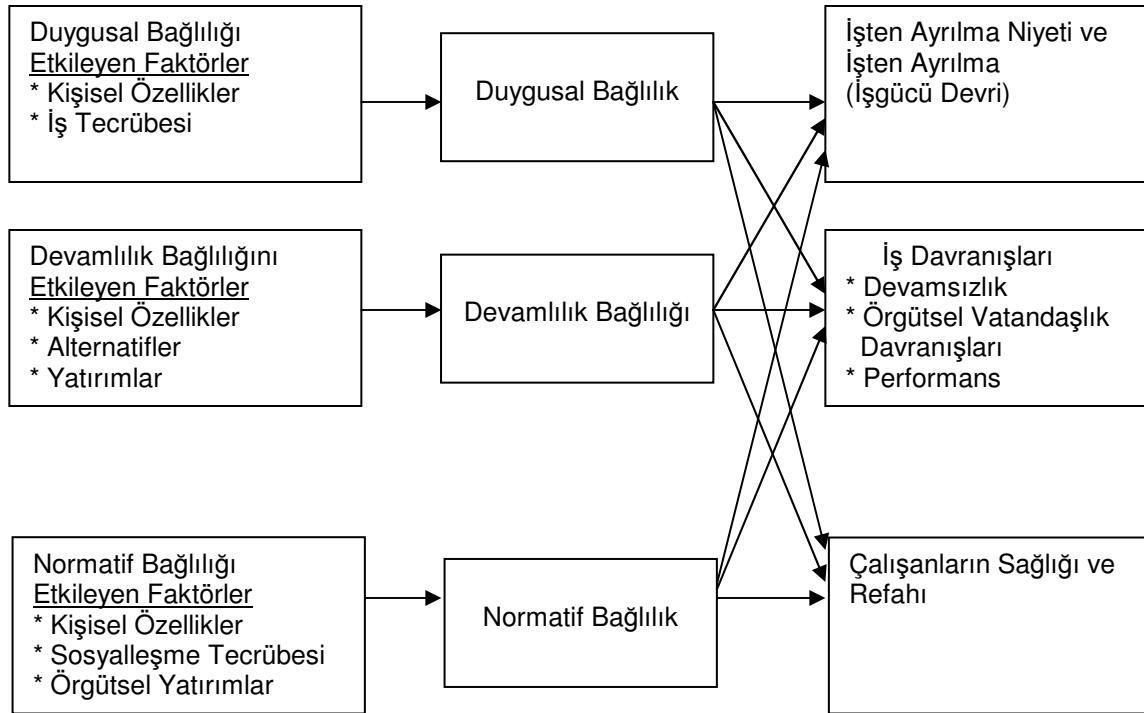 Duygusal Bağlılığı
Etkileyen Faktörler
* Kişisel Özellikler
* İş Tecrübesi
Duygusal Bağlılık
İşten Ayrılma Niyeti ve
İşten Ayrılma
(İşgücü Devri)
Devamlılık Bağlılığını
Etkileyen Faktörler
* Kişisel Özellikler
* Alternatifler
* Yatırımlar
Devamlılık Bağlılığı
İş Davranışları
* Devamsızlık
* Örgütsel Vatandaşlık
Davranışları
* Performans
Normatif Bağlılığı
Etkileyen Faktörler
* Kişisel Özellikler
* Sosyalleşme Tecrübesi
* Örgütsel Yatırımlar
Normatif Bağlılık
Çalışanların Sağlığı ve
Refahı